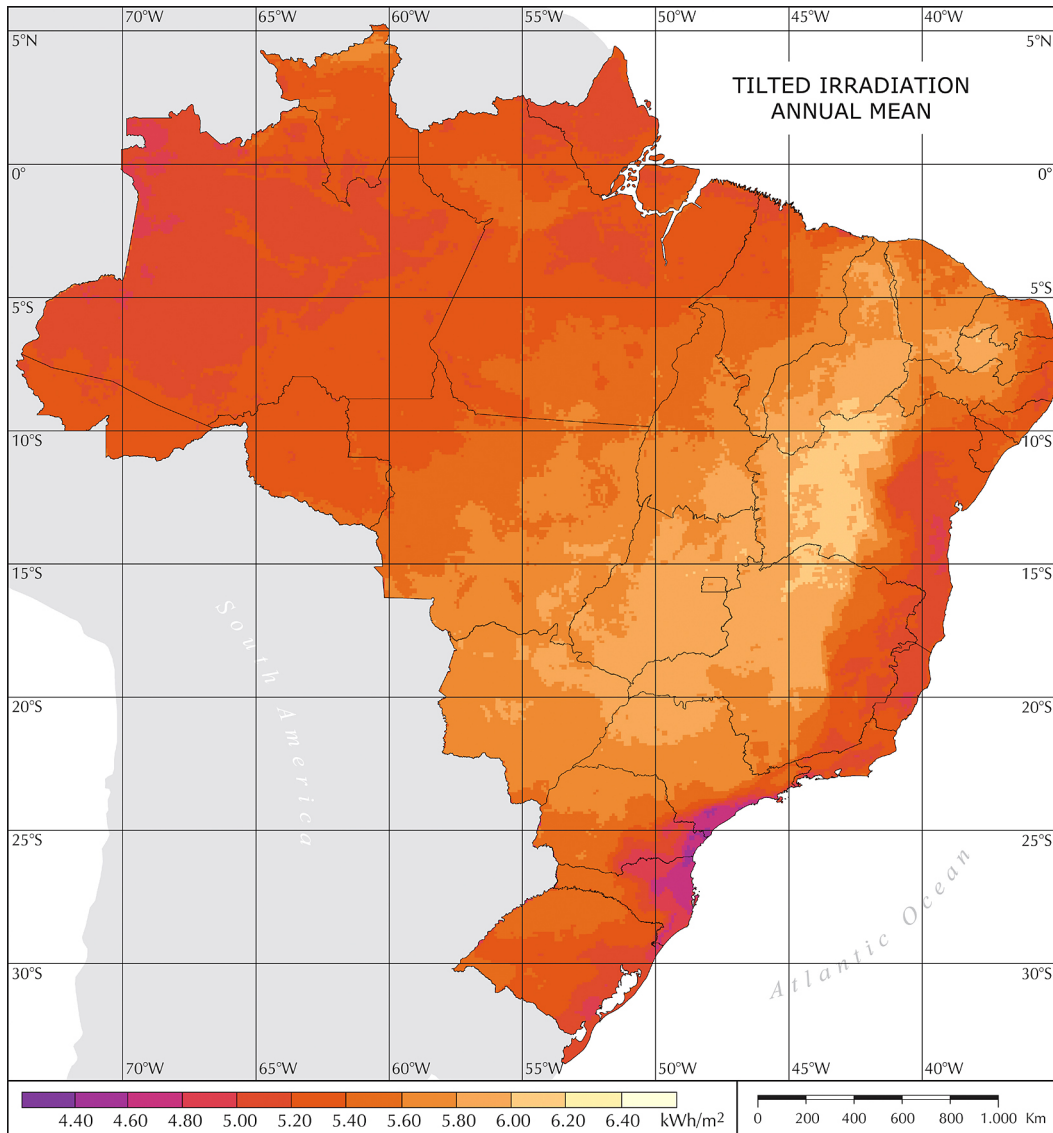 70°W 65°W 60°W 55°W 50°W 45°W 40°W
5°N 5°N
TILTED IRRADIATION
ANNUAL MEAN
0° 0°
5°S 5°S
10°S 10°S
15°S 15°S
South America
20°S 20°S
25°S 25°S
Atlantic Ocean
30°S 30°S
70°W 65°W 60°W 55°W 50°W 45°W 40°W
4.40 4.60 4.80 5.00 5.20 5.40 5.60 5.80 6.00 6.20 6.40 kWh/m²
0 200 400 600 800 1.000 Km